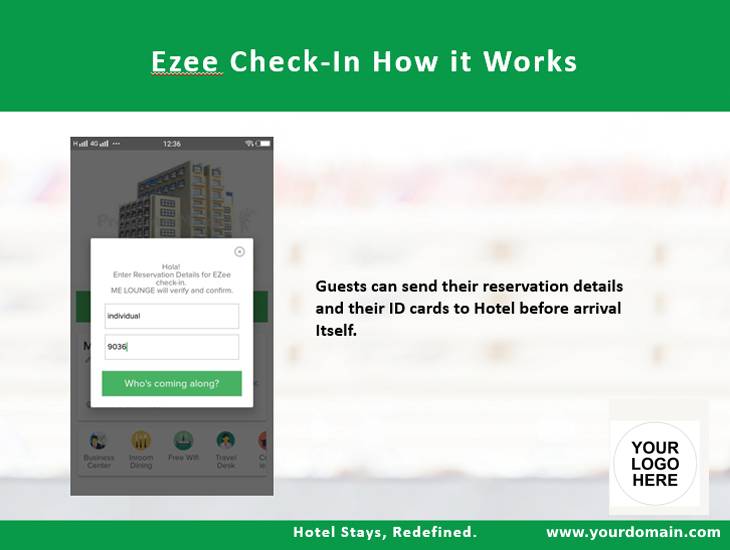 Ezee Check-In How it Works
H 4G ••• 12:36
Hola!
Enter Reservation Details for EZee
check-in.
ME LOUNGE will verify and confirm.
individual
9036
Who's coming along?
Business
Center
Inroom
Dining
Free Wifi
Travel
Desk
Guests can send their reservation details
and their ID cards to Hotel before arrival
Itself.
YOUR
LOGO
HERE
Hotel Stays, Redefined.
www.yourdomain.com